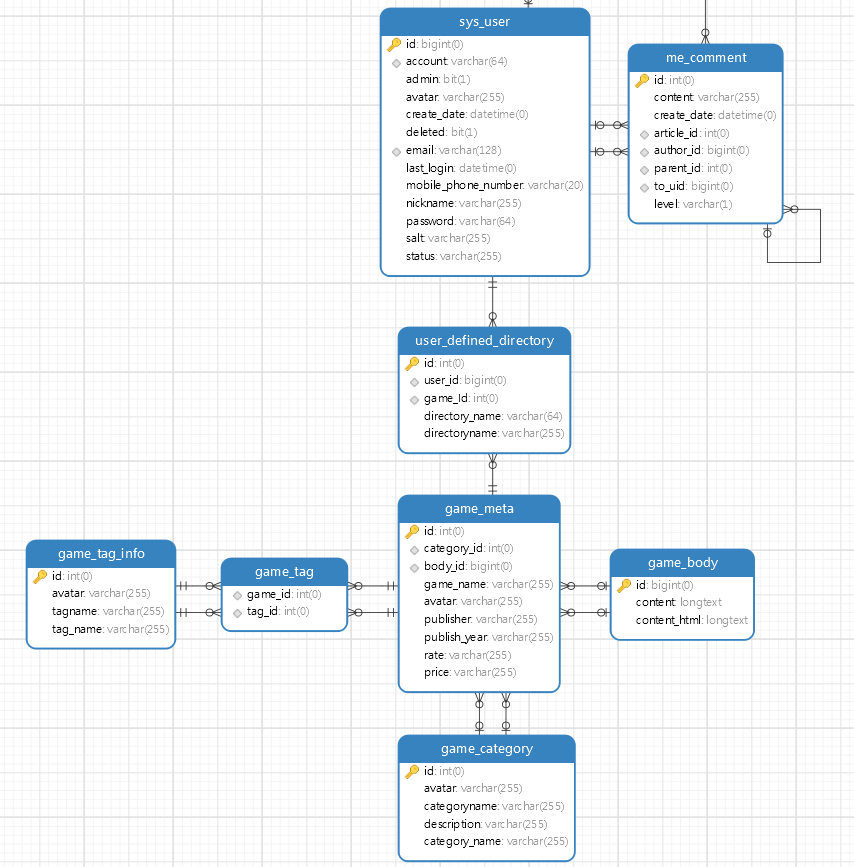 sys_user
id: bigint(0)
account: varchar(64)
admin: bit(1)
avatar: varchar(255)
create_date: datetime(0)
deleted: bit(1)
email: varchar(128)
last_login: datetime(0)
mobile_phone_number: varchar(20)
nickname: varchar(255)
password: varchar(64)
salt: varchar(255)
status: varchar(255)
me_comment
id: int(0)
content: varchar(255)
create_date: datetime(0)
article_id: int(0)
author_id: bigint(0)
parent_id: int(0)
to_uid: bigint(0)
level: varchar(1)
user_defined_directory
id: int(0)
user_id: bigint(0)
game_Id: int(0)
directory_name: varchar(64)
directoryname: varchar(255)
game_tag_info
id: int(0)
avatar: varchar(255)
tagname: varchar(255)
tag_name: varchar(255)
game_tag
game_id: int(0)
tag_id: int(0)
game_meta
id: int(0)
category_id: int(0)
body_id: bigint(0)
game_name: varchar(255)
avatar: varchar(255)
publisher: varchar(255)
publish_year: varchar(255)
rate: varchar(255)
price: varchar(255)
game_body
id: bigint(0)
content: longtext
content_html: longtext
game_category
id: int(0)
avatar: varchar(255)
categoryname: varchar(255)
description: varchar(255)
category_name: varchar(255)